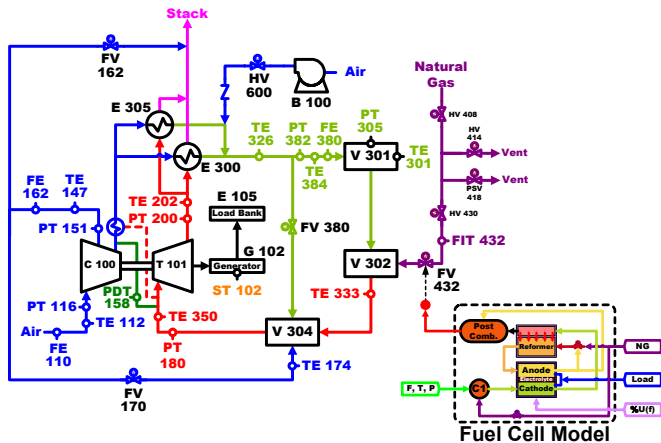 Stack
FV
162
HV
600
B 100
Air
Natural
Gas
HV 408
HV
414
Vent
PSV
418
Vent
HV 430
FIT 432
FV
432
E 305
E 300
TE
326
PT
382
FE
380
TE
384
PT
305
V 301
TE
301
FE
162
TE
147
PT 151
TE 202
PT 200
E 105
Load Bank
FV 380
G 102
Generator
ST 102
C 100
T 101
PDT
158
V 302
TE 333
PT 116
TE 112
Air
FE
110
TE 350
PT
180
V 304
TE 174
FV
170
Post
Comb.
Reformer
Anode
Electrolyte
Cathode
C1
F, T, P
NG
Load
%U(f)
Fuel Cell Model